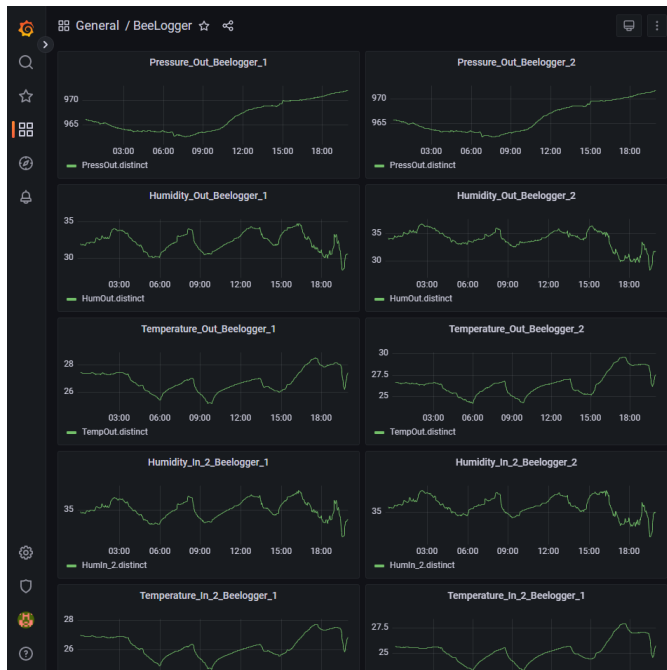 General / BeeLogger
Pressure_Out_Beelogger_1
970
965
03:00 06:00 09:00 12:00 15:00 18:00
PressOut.distinct
Pressure_Out_Beelogger_2
970
965
03:00 06:00 09:00 12:00 15:00 18:00
PressOut.distinct
Humidity_Out_Beelogger_1
35
30
03:00 06:00 09:00 12:00 15:00 18:00
HumOut.distinct
Humidity_Out_Beelogger_2
35
30
03:00 06:00 09:00 12:00 15:00 18:00
HumOut.distinct
Temperature_Out_Beelogger_1
28
26
03:00 06:00 09:00 12:00 15:00 18:00
TempOut.distinct
Temperature_Out_Beelogger_2
30
27.5
25
03:00 06:00 09:00 12:00 15:00 18:00
TempOut.distinct
Humidity_In_2_Beelogger_1
35
03:00 06:00 09:00 12:00 15:00 18:00
HumIn_2.distinct
Humidity_In_2_Beelogger_2
35
03:00 06:00 09:00 12:00 15:00 18:00
HumIn_2.distinct
Temperature_In_2_Beelogger_1
28
26
Temperature_In_2_Beelogger_1
27.5
25